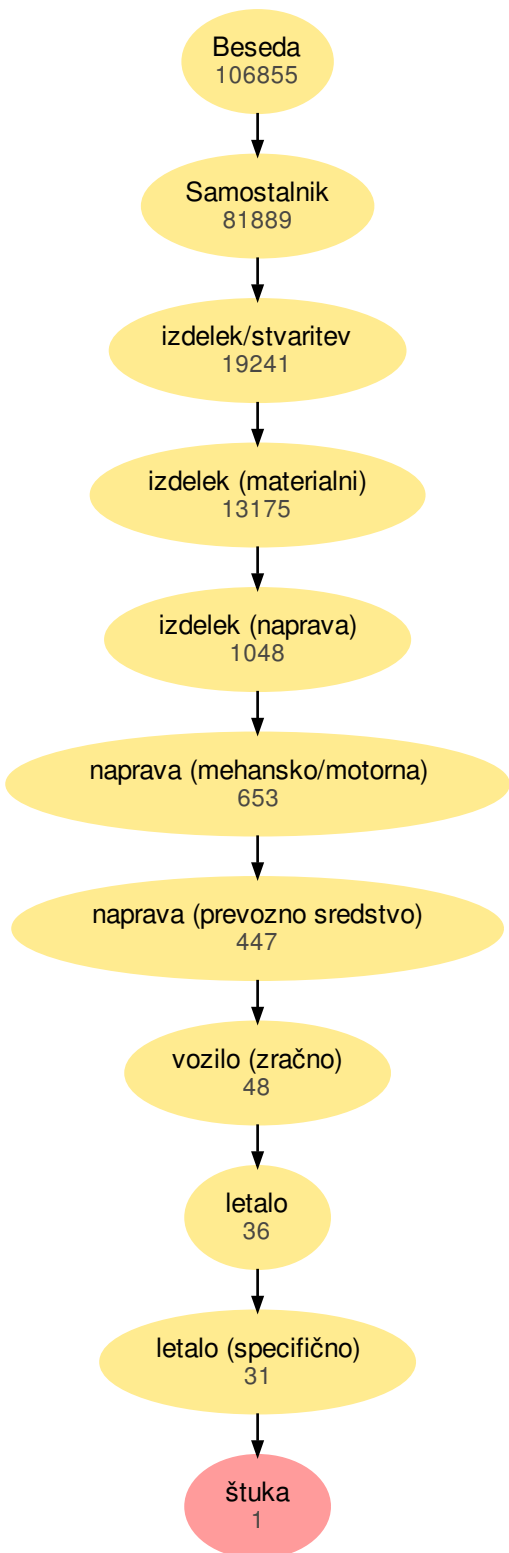 Beseda
106855
Samostalnik
81889
izdelek/stvaritev
19241
izdelek (materialni)
13175
izdelek (naprava)
1048
naprava (mehansko/motorna)
653
naprava (prevozno sredstvo)
447
vozilo (zračno)
48
letalo
36
letalo (specifično)
31
štuka
1